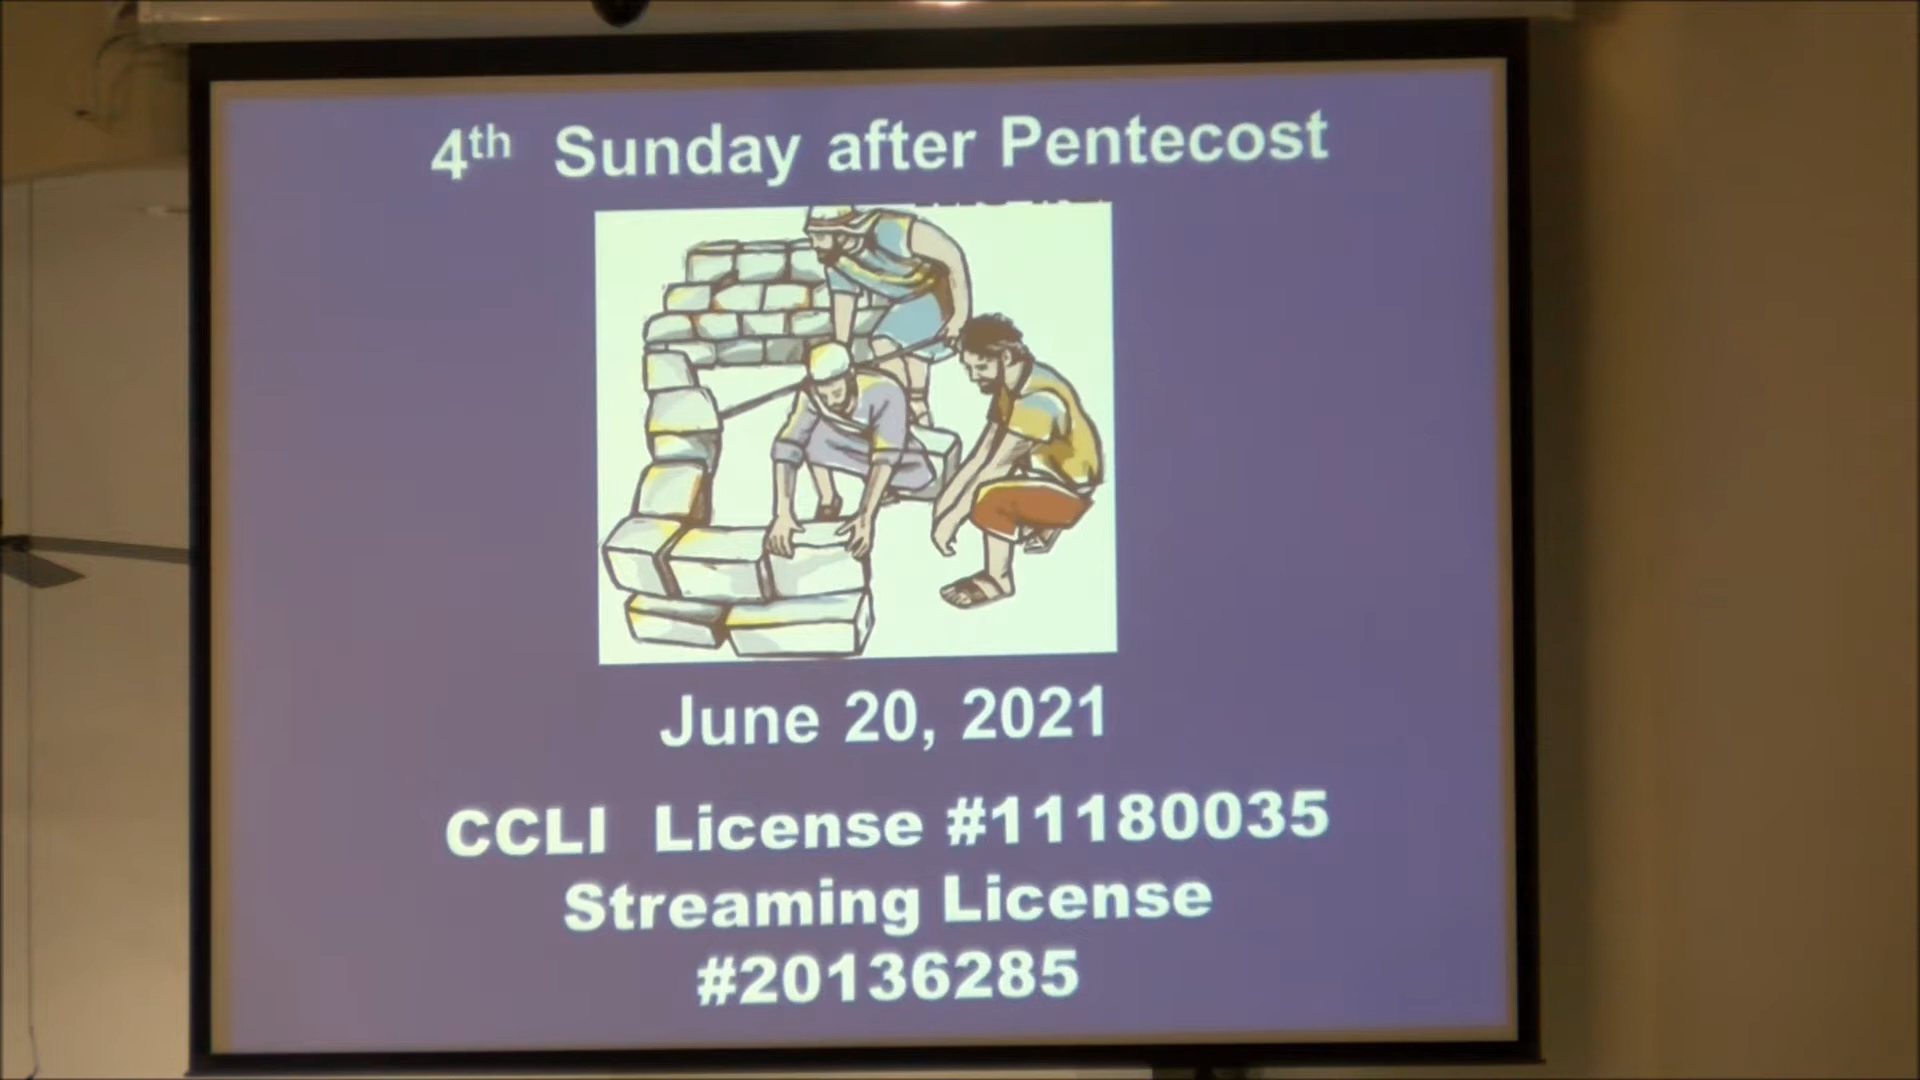 4th Sunday after Pentecost
June 20, 2021
CCLI License #11180035
Streaming License
#20136285